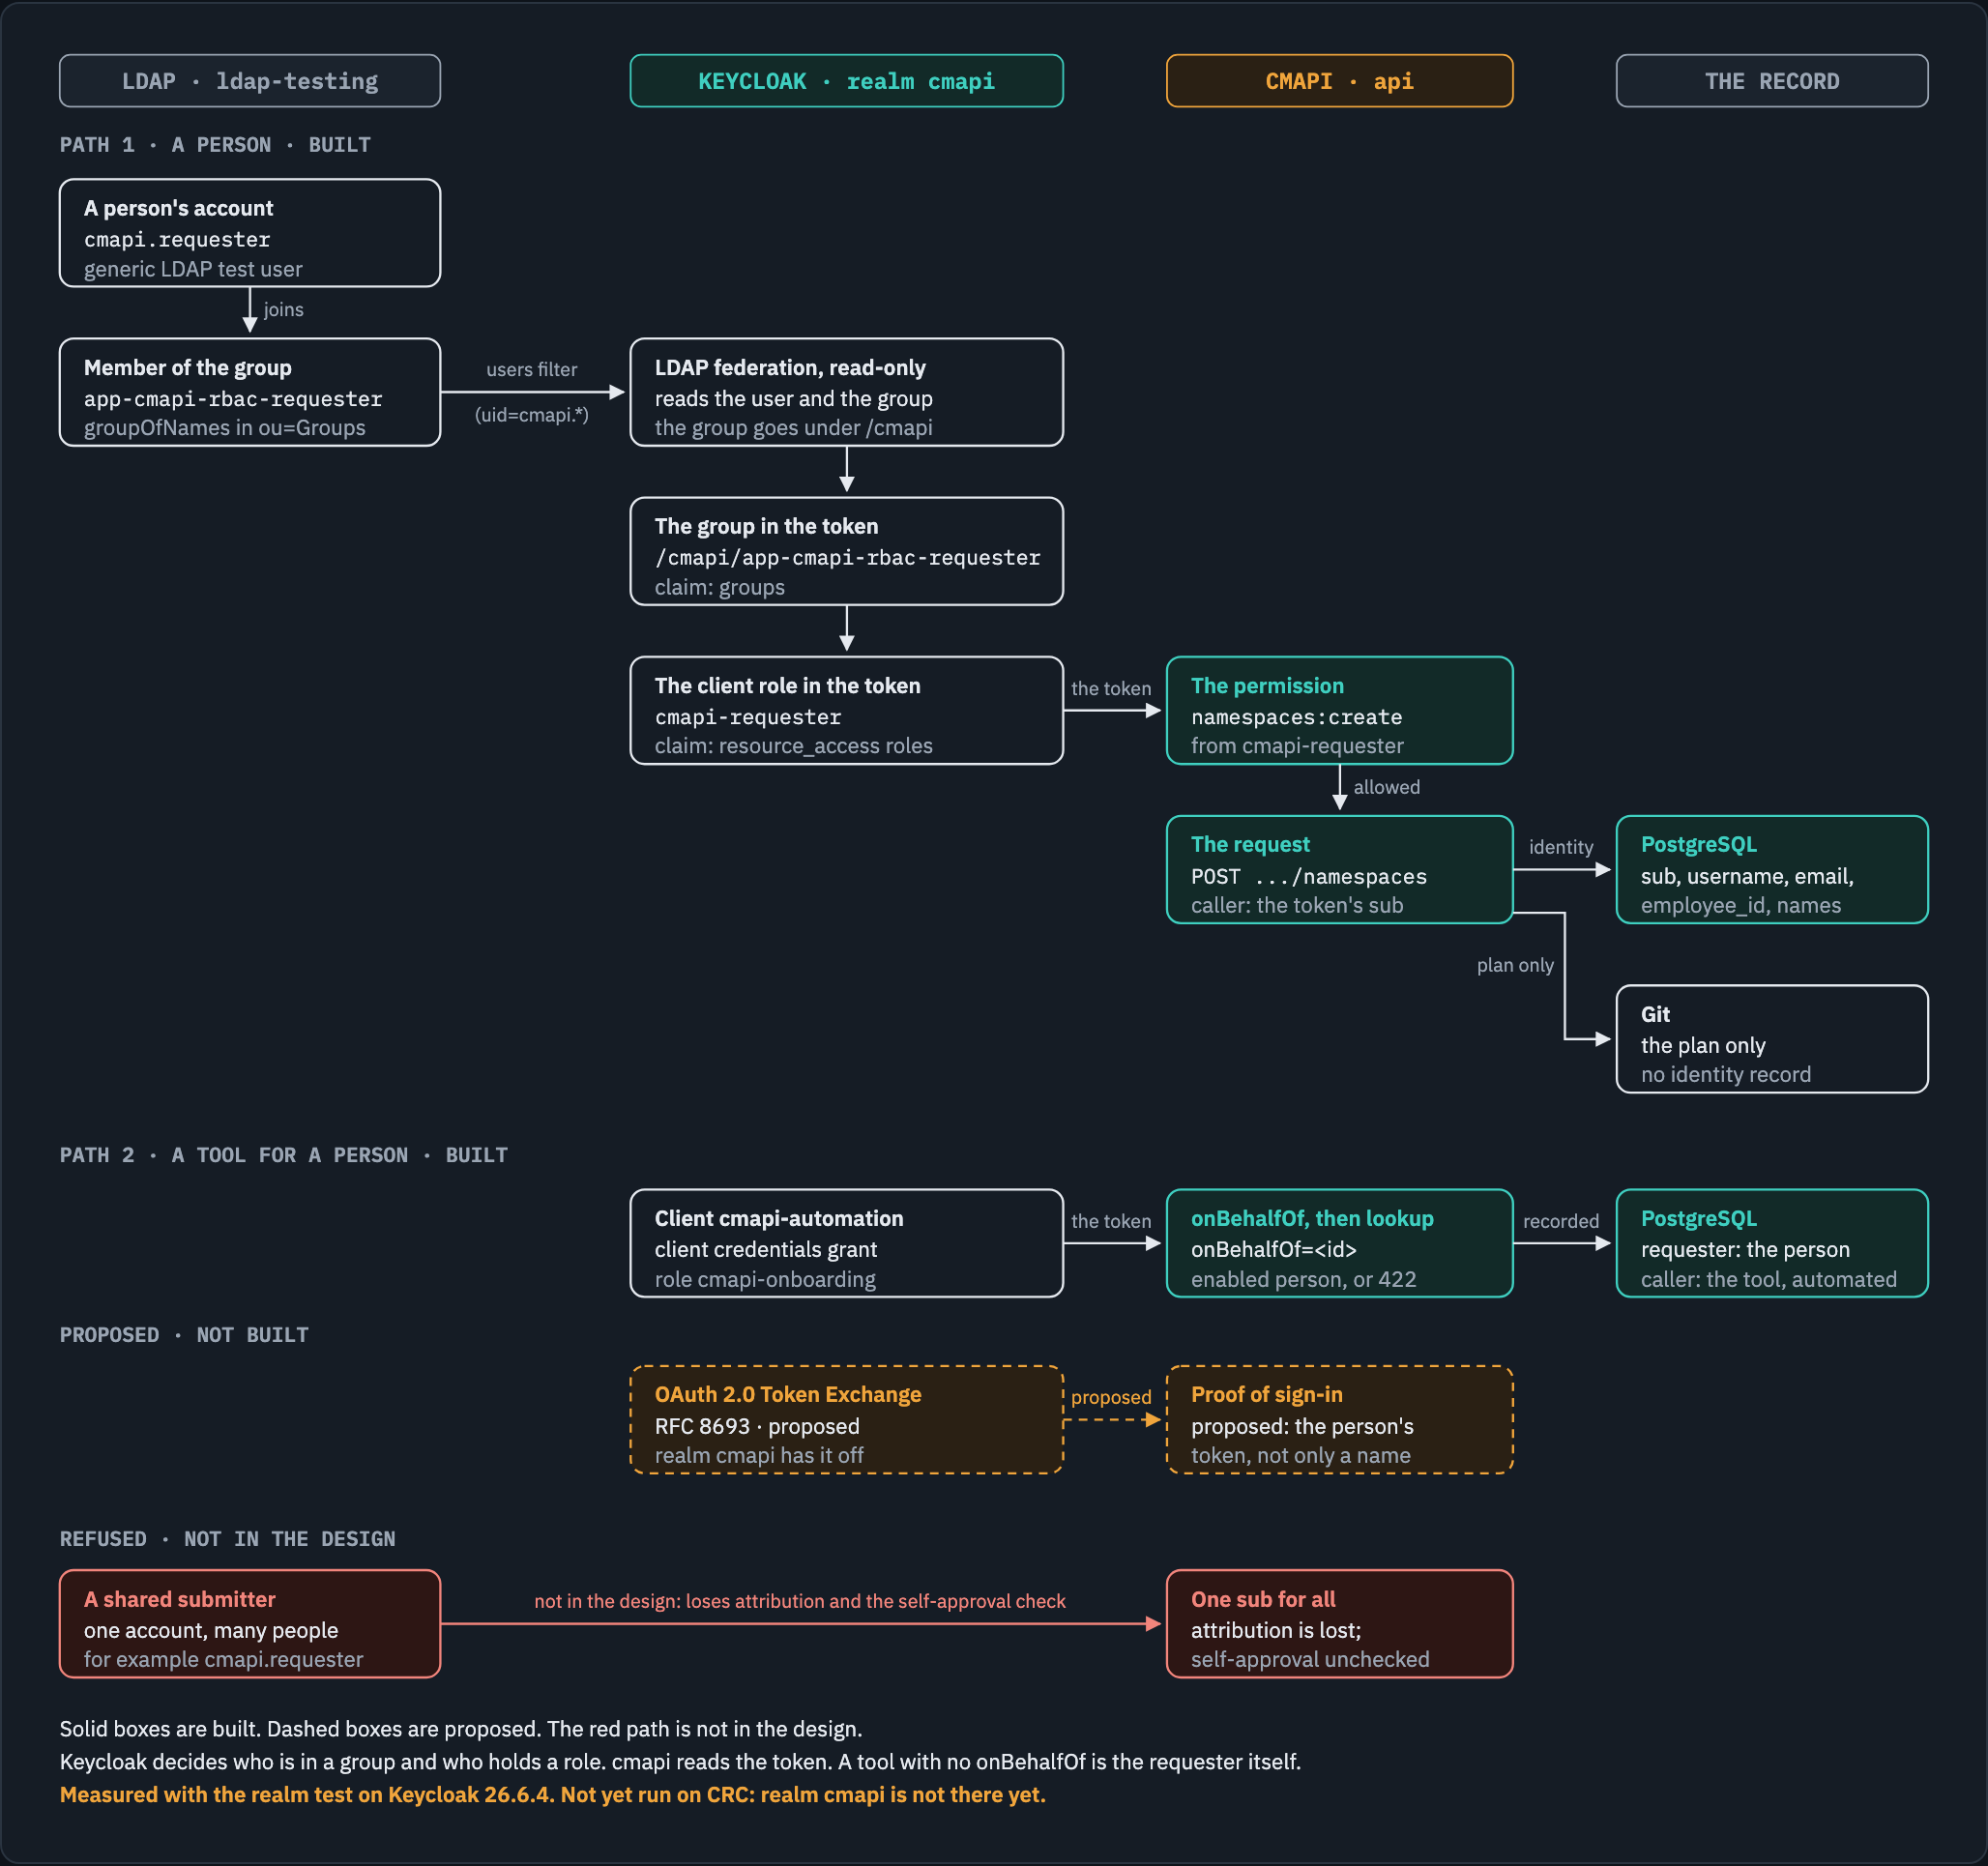 LDAP · ldap-testing
KEYCLOAK · realm cmapi
CMAPI · api
THE RECORD
PATH 1 · A PERSON · BUILT
A person's account
cmapi.requester
generic LDAP test user
joins
Member of the group
app-cmapi-rbac-requester
groupOfNames in ou=Groups
users filter
(uid=cmapi.*)
LDAP federation, read-only
reads the user and the group
the group goes under /cmapi
The group in the token
/cmapi/app-cmapi-rbac-requester
claim: groups
The client role in the token
cmapi-requester
claim: resource_access roles
the token
The permission
namespaces:create
from cmapi-requester
allowed
The request
POST .../namespaces
caller: the token's sub
identity
PostgreSQL
sub, username, email,
employee_id, names
plan only
Git
the plan only
no identity record
PATH 2 · A TOOL FOR A PERSON · BUILT
Client cmapi-automation
client credentials grant
role cmapi-onboarding
the token
onBehalfOf, then lookup
onBehalfOf=<id>
enabled person, or 422
recorded
PostgreSQL
requester: the person
caller: the tool, automated
PROPOSED · NOT BUILT
OAuth 2.0 Token Exchange
RFC 8693 · proposed
realm cmapi has it off
proposed
Proof of sign-in
proposed: the person's
token, not only a name
REFUSED · NOT IN THE DESIGN
A shared submitter
one account, many people
for example cmapi.requester
not in the design: loses attribution and the self-approval check
One sub for all
attribution is lost;
self-approval unchecked
Solid boxes are built. Dashed boxes are proposed. The red path is not in the design.
Keycloak decides who is in a group and who holds a role. cmapi reads the token. A tool with no onBehalfOf is the requester itself.
Measured with the realm test on Keycloak 26.6.4. Not yet run on CRC: realm cmapi is not there yet.